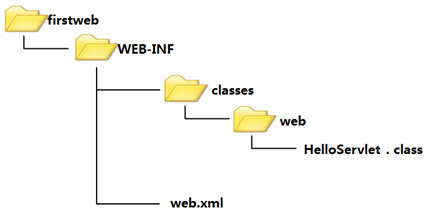 firstweb
WEB-INF
classes
web
HelloServlet . class
web.xml